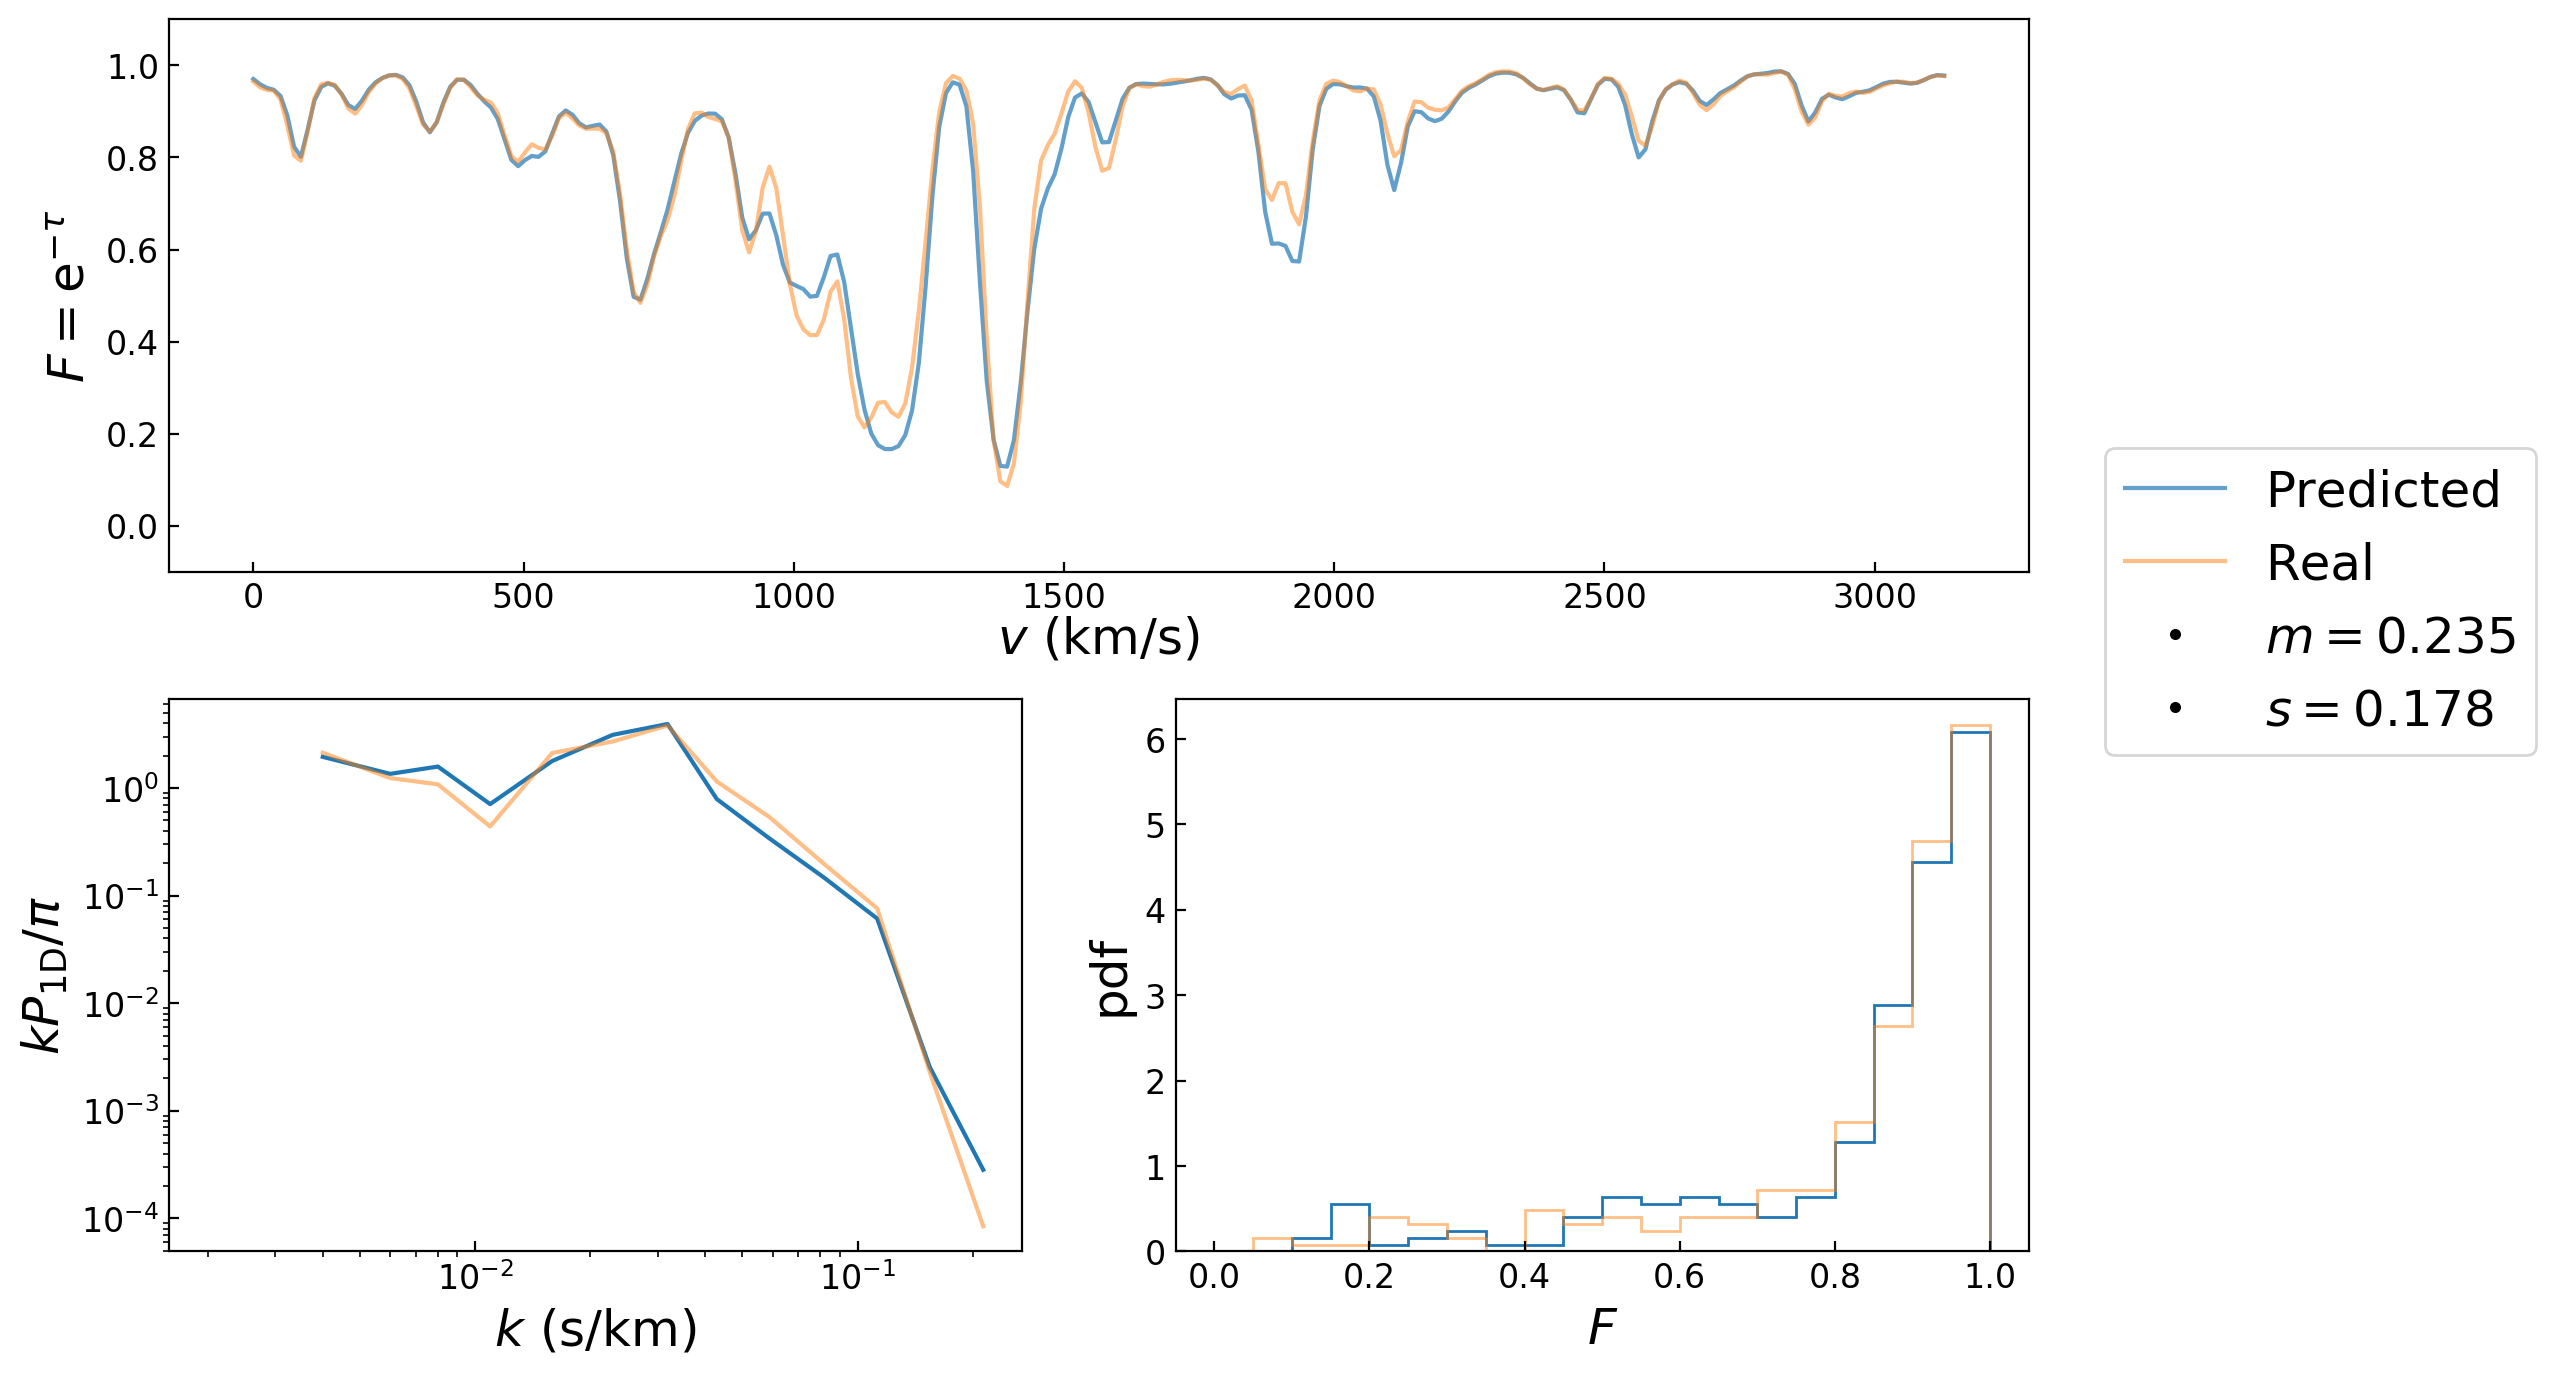 1.0
0.8
0.6
0.4
0.2
0.0
F = e^{−τ}
0 500 1000 1500 2000 2500 3000
v (km/s)
Predicted
Real
m = 0.235
s = 0.178
10^0
10^{−1}
10^{−2}
10^{−3}
10^{−4}
kP_{1D}/π
10^{−2} 10^{−1}
k (s/km)
6
5
4
3
2
1
0
pdf
0.0 0.2 0.4 0.6 0.8 1.0
F